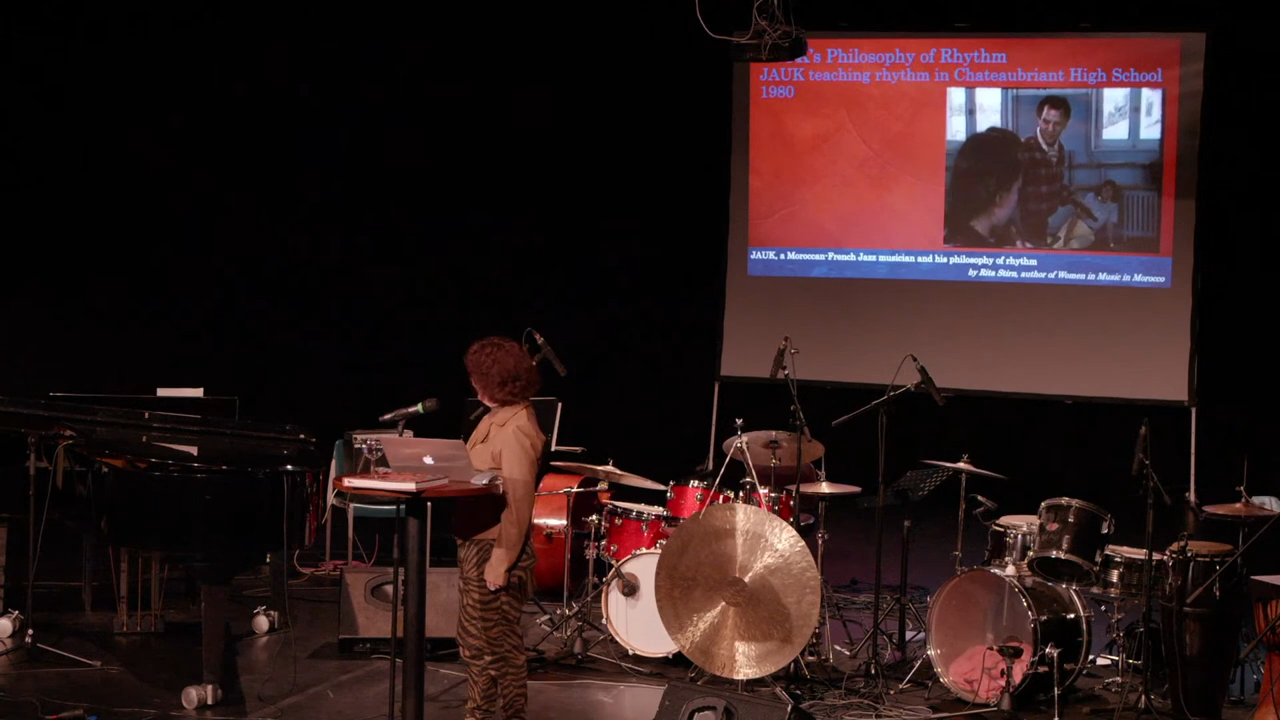 K's Philosophy of Rhythm
JAUK teaching rhythm in Chateaubriant High School
1980
JAUK, a Moroccan-French Jazz musician and his philosophy of rhythm
by Rita Stirn, author of Women in Music in Morocco